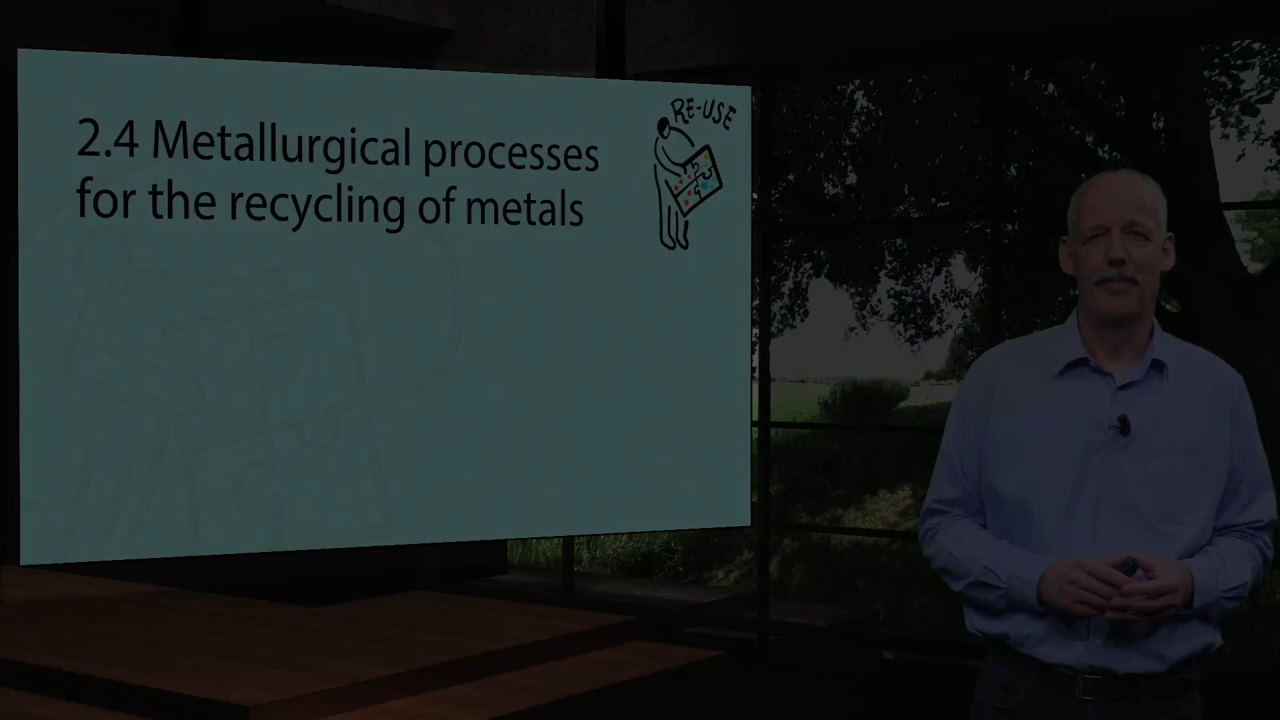 2.4 Metallurgical processes
for the recycling of metals
RE-USE